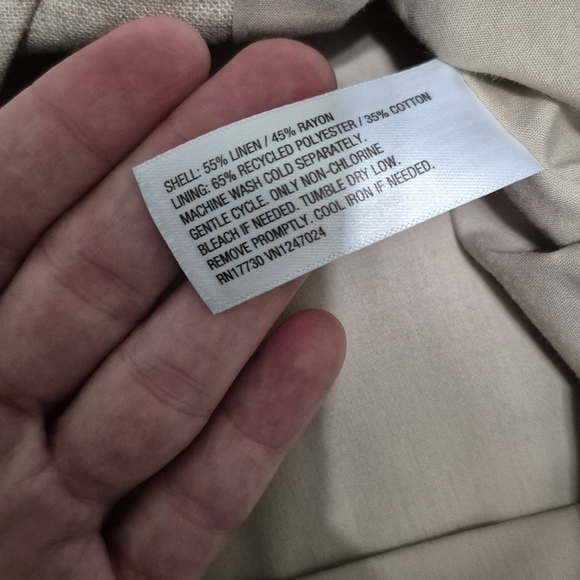 SHELL: 55% LINEN / 45% RAYON
LINING: 65% RECYCLED POLYESTER / 35% COTTON
MACHINE WASH COLD SEPARATELY.
GENTLE CYCLE. ONLY NON-CHLORINE
BLEACH IF NEEDED. TUMBLE DRY LOW.
REMOVE PROMPTLY. COOL IRON IF NEEDED.
RN17730 VN1247024